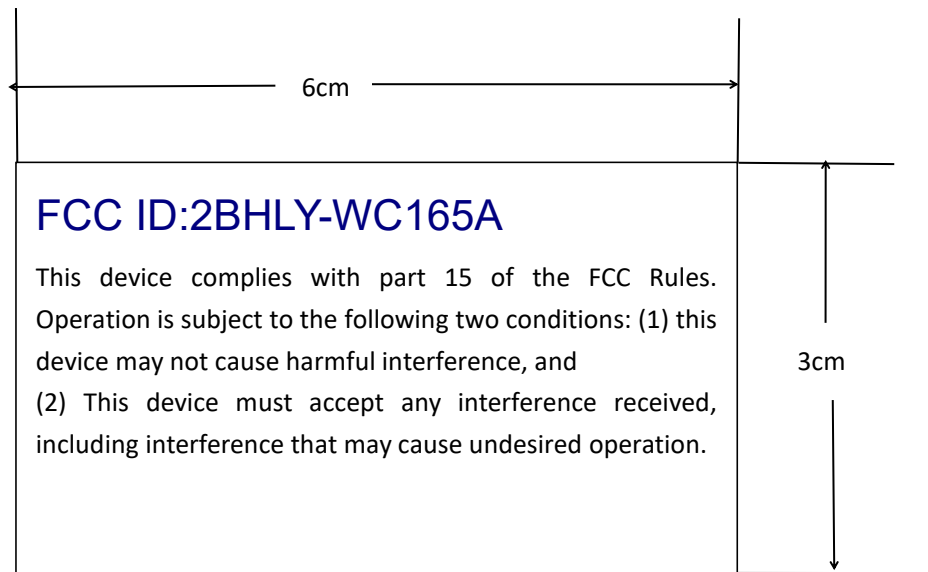 6cm
FCC ID:2BHLY-WC165A
This device complies with part 15 of the FCC Rules.
Operation is subject to the following two conditions: (1) this
device may not cause harmful interference, and
3cm
(2) This device must accept any interference received,
including interference that may cause undesired operation.